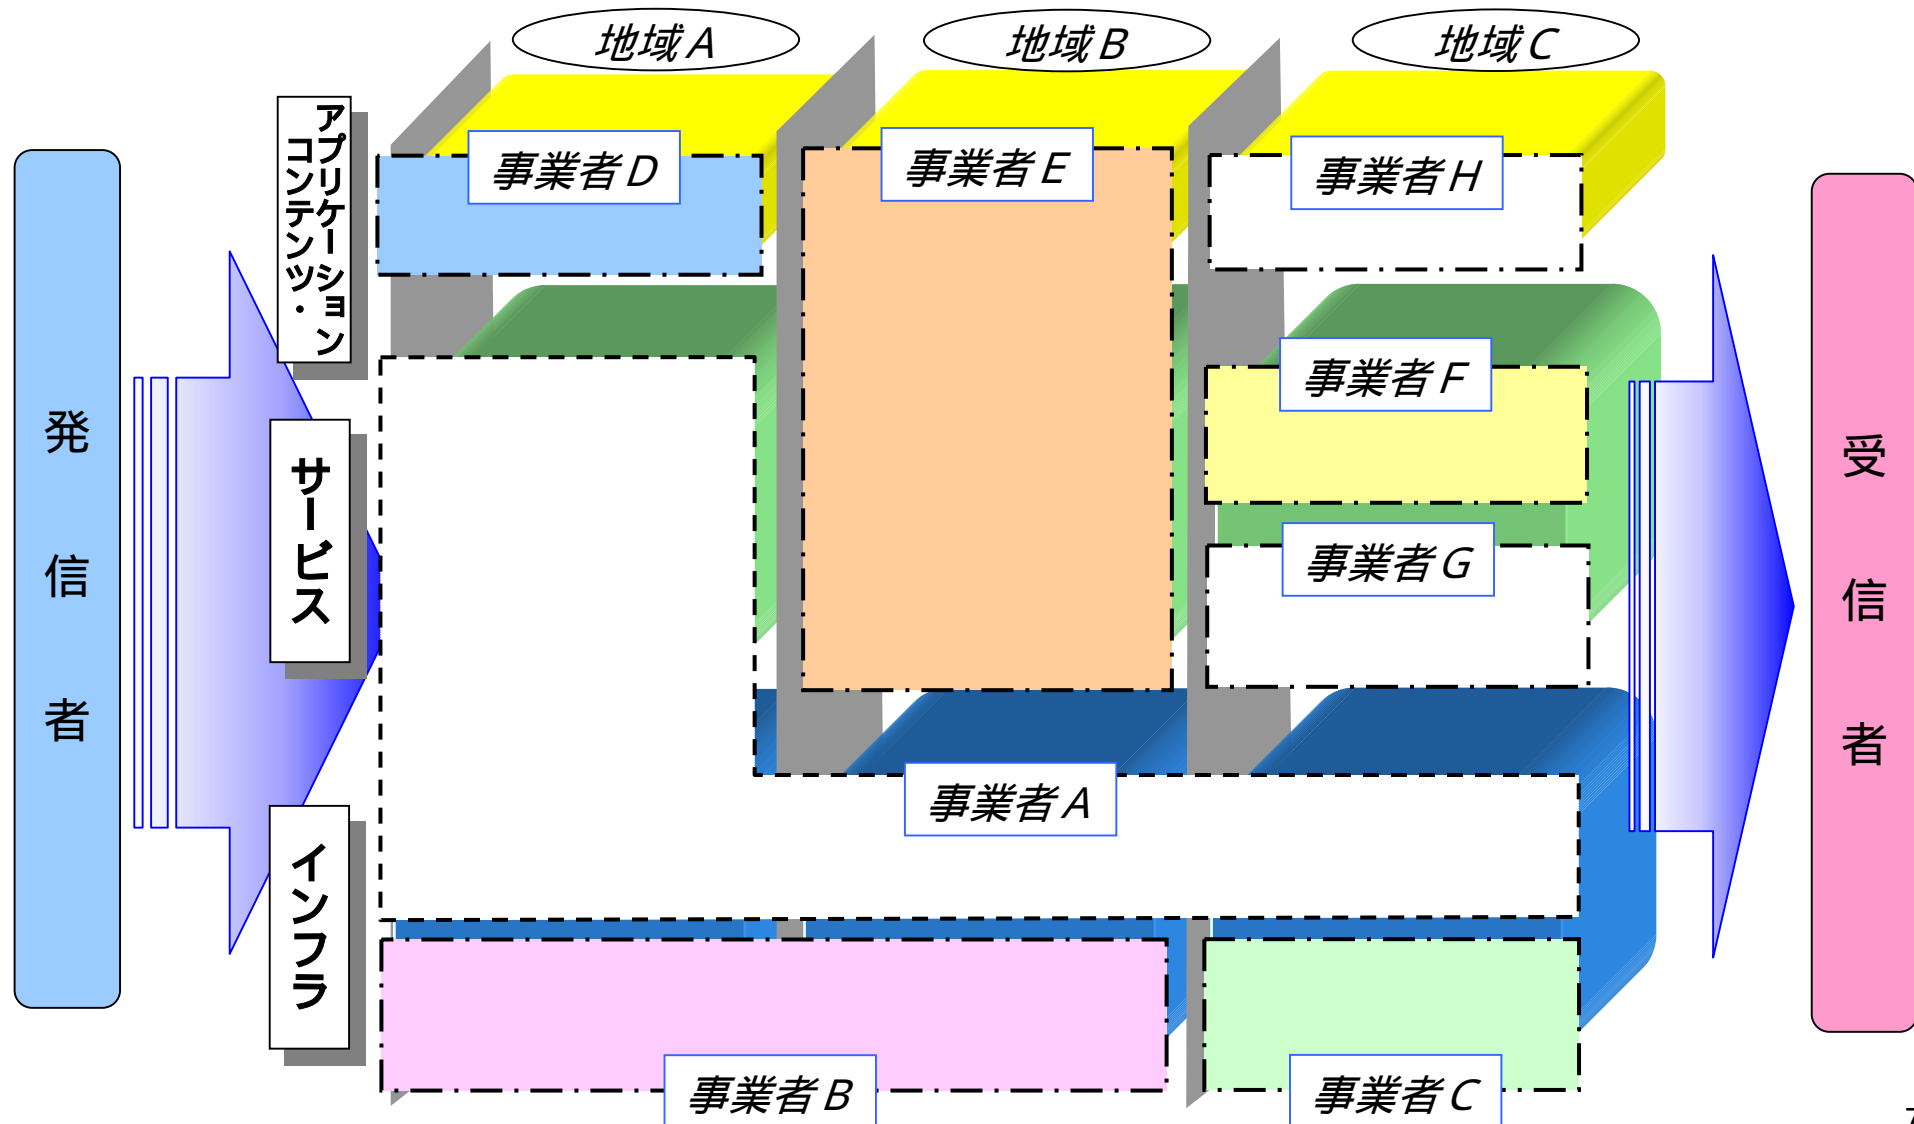 地域A
地域B
地域C
コンテンツ・
アプリケーション
事業者D
事業者E
事業者H
発信者
サービス
事業者F
事業者G
受信者
事業者A
インフラ
事業者B
事業者C